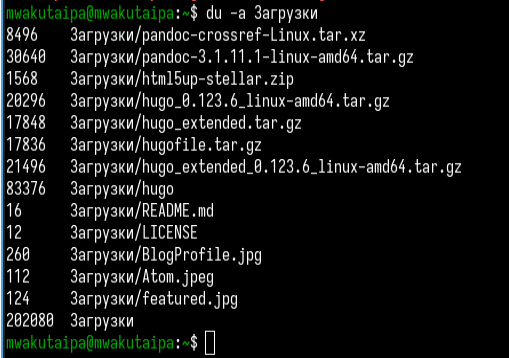 mwakutaipa@mwakutaipa:~$ du -a Загрузки
8496 Загрузки/pandoc-crossref-Linux.tar.xz
30640 Загрузки/pandoc-3.1.11.1-linux-amd64.tar.gz
1568 Загрузки/html5up-stellar.zip
20296 Загрузки/hugo_0.123.6_linux-amd64.tar.gz
17848 Загрузки/hugo_extended.tar.gz
17836 Загрузки/hugofile.tar.gz
21496 Загрузки/hugo_extended_0.123.6_linux-amd64.tar.gz
83376 Загрузки/hugo
16 Загрузки/README.md
12 Загрузки/LICENSE
260 Загрузки/BlogProfile.jpg
112 Загрузки/Atom.jpeg
124 Загрузки/featured.jpg
202080 Загрузки
mwakutaipa@mwakutaipa:~$